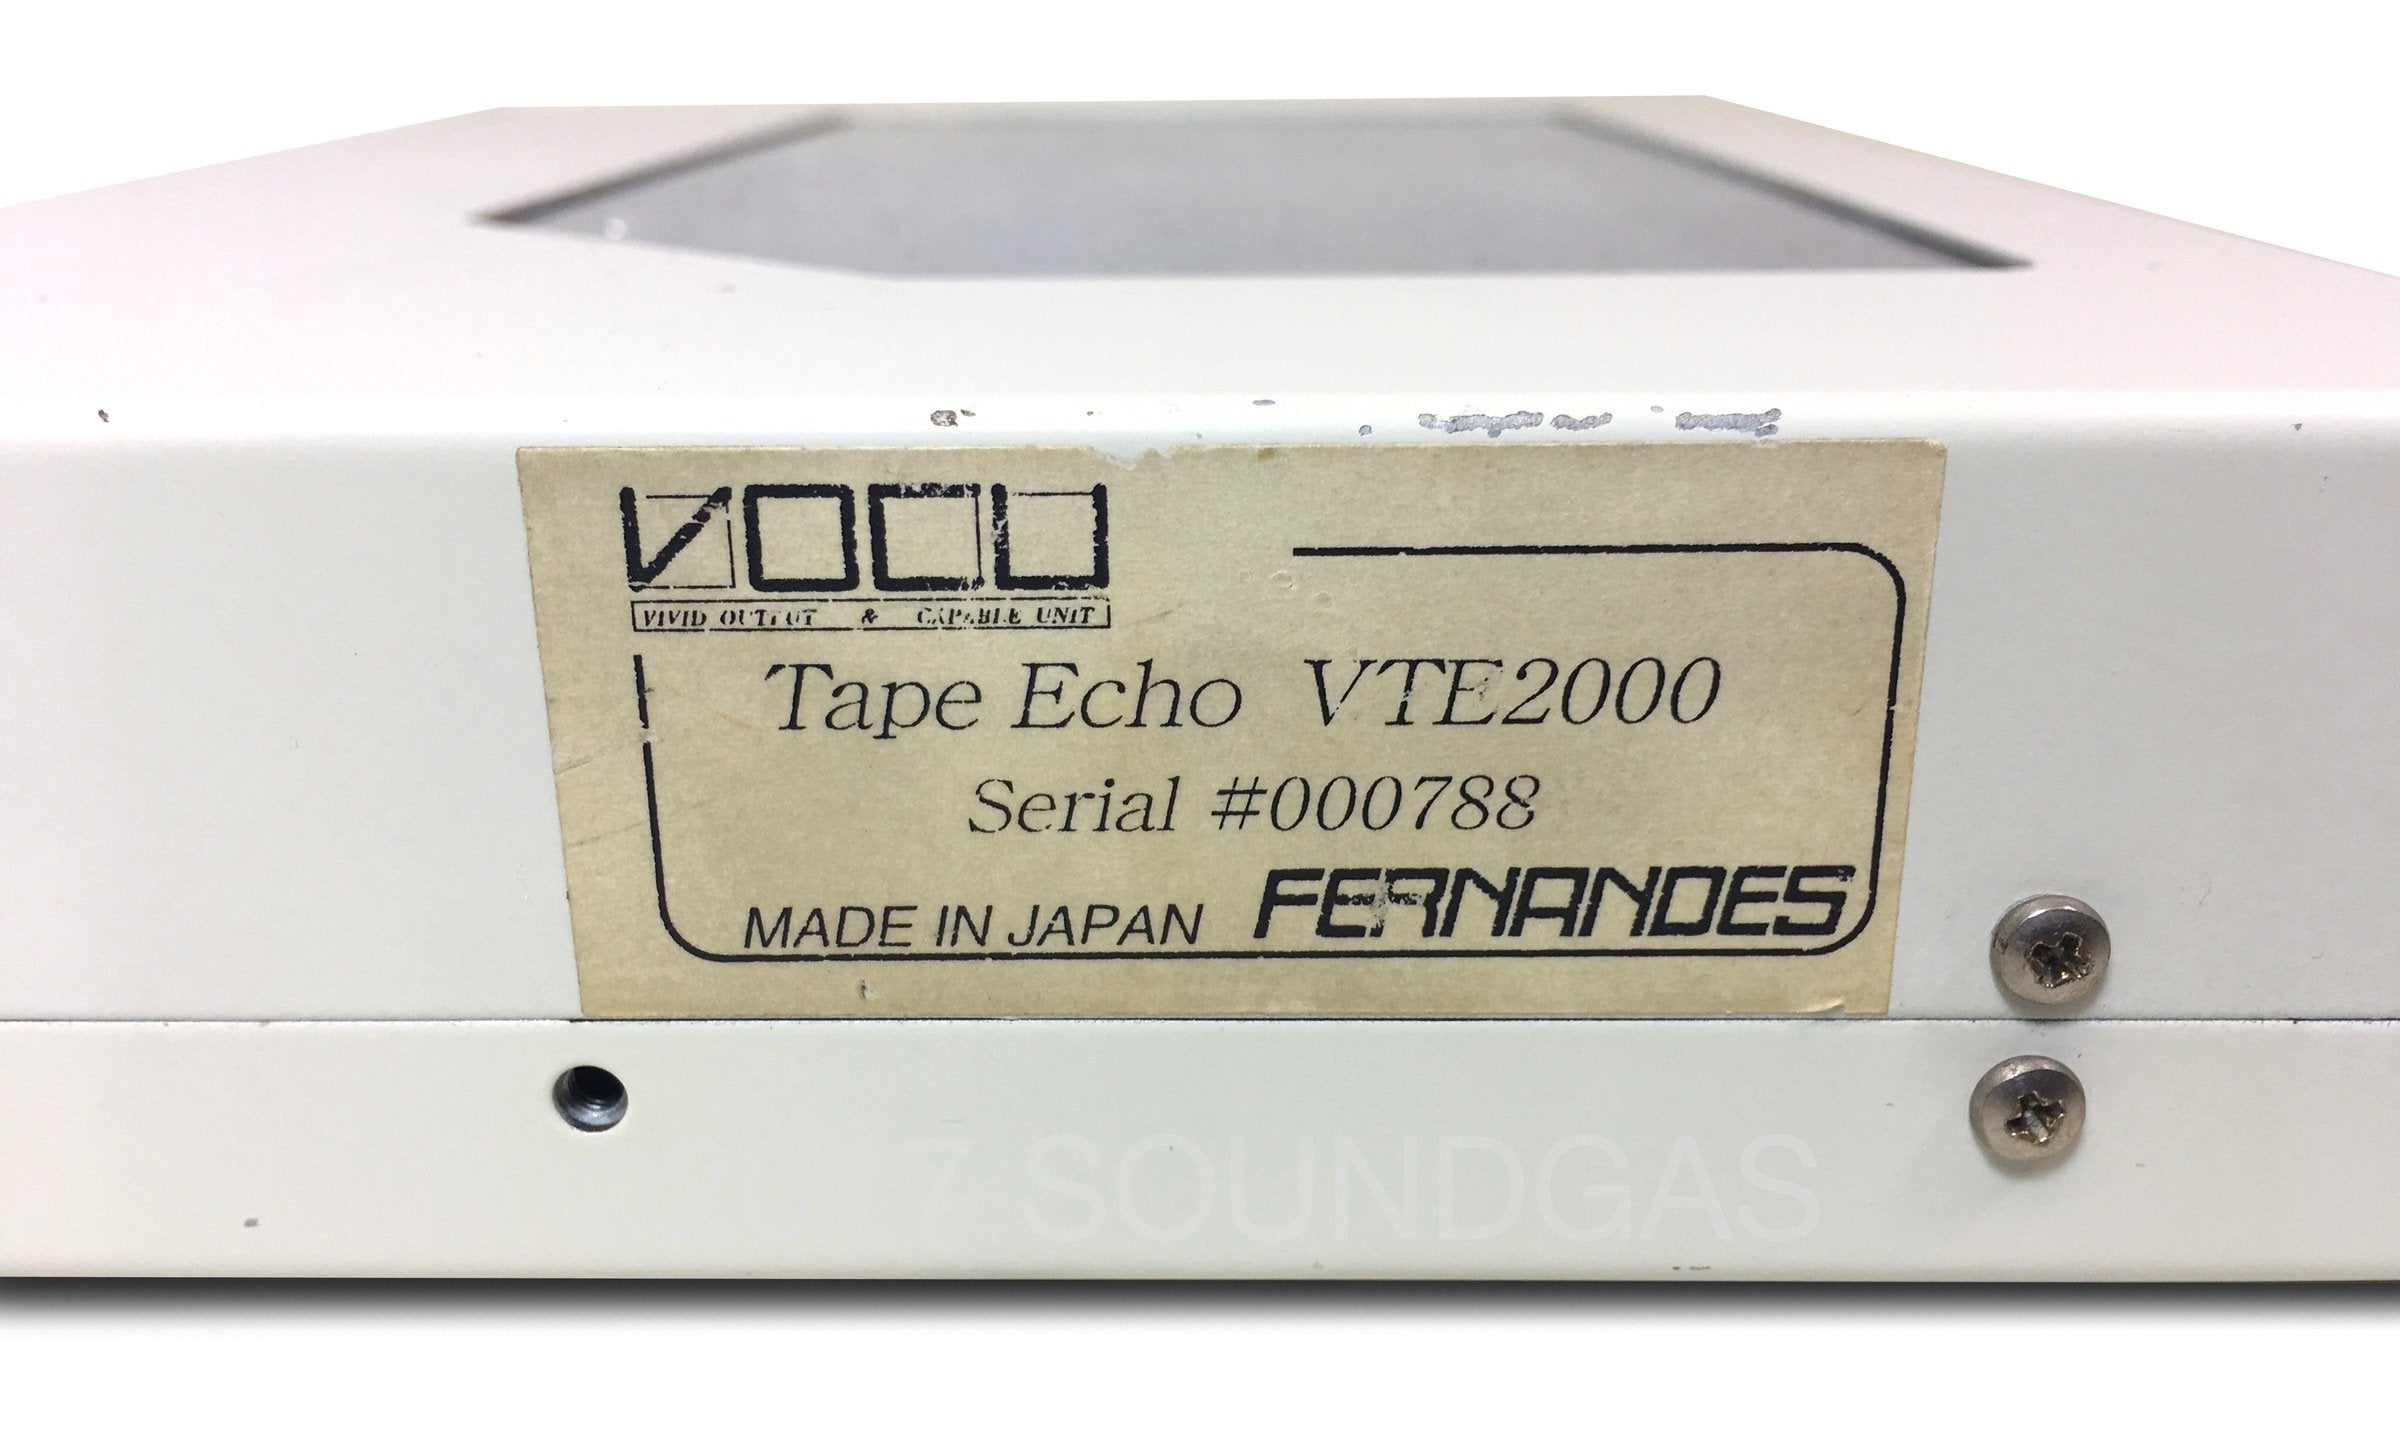 VOCU
VIVID OUTPUT & CAPABLE UNIT
Tape Echo VTE2000
Serial #000788
MADE IN JAPAN FERNANDES
SOUNDGAS